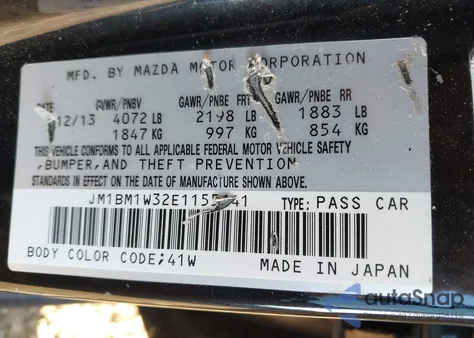 MFD. BY MAZDA MOTOR CORPORATION
DATE GVWR/PNBV GAWR/PNBE FRT GAWR/PNBE RR
12/13 4072 LB 2198 LB 1883 LB
1847 KG 997 KG 854 KG
THIS VEHICLE CONFORMS TO ALL APPLICABLE FEDERAL MOTOR VEHICLE SAFETY
,BUMPER,AND THEFT PREVENTION
STANDARDS IN EFFECT ON THE DATE OF MANUFACTURE SHOWN ABOVE.
TYPE: PASS CAR
BODY COLOR CODE;41W MADE IN JAPAN
autoSnap